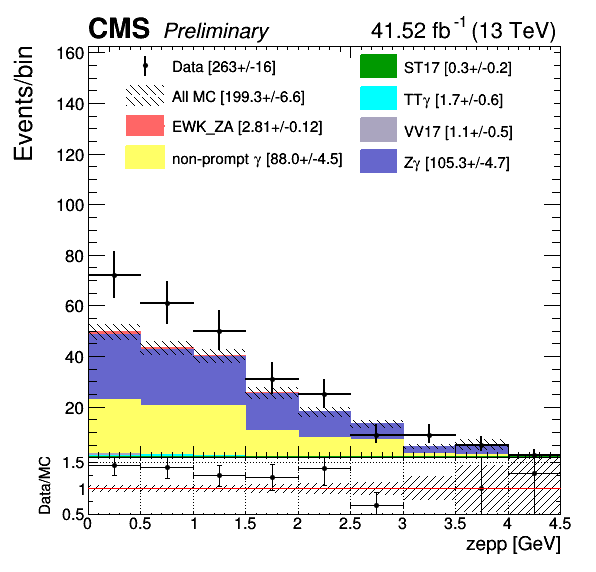 CMS Preliminary 41.52 fb⁻¹ (13 TeV)
Events/bin
160
140
120
100
80
60
40
20
Data [263+/-16]
All MC [199.3+/-6.6]
EWK_ZA [2.81+/-0.12]
non-prompt γ [88.0+/-4.5]
ST17 [0.3+/-0.2]
TTγ [1.7+/-0.6]
VV17 [1.1+/-0.5]
Zγ [105.3+/-4.7]
Data/MC
1.5
1
0.5
0 0.5 1 1.5 2 2.5 3 3.5 4 4.5
zepp [GeV]